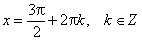 x = 3π/2 + 2πk, k ∈ Z